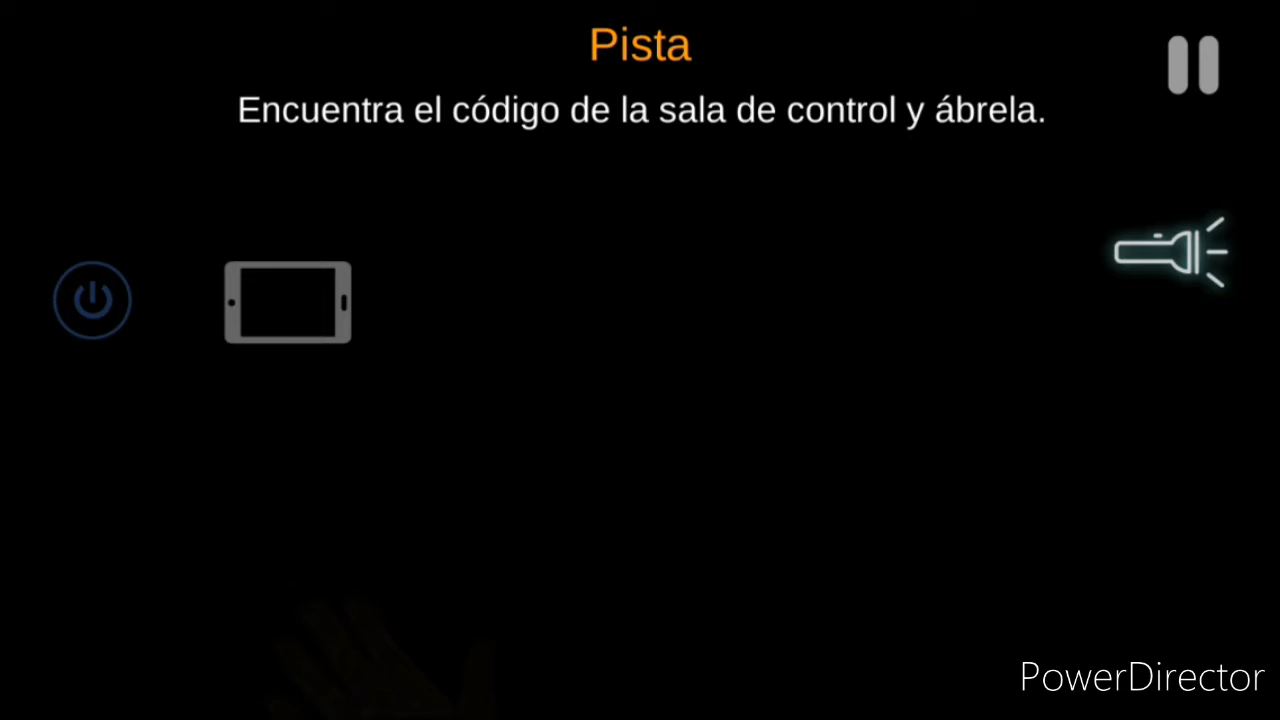 Pista
Encuentra el código de la sala de control y ábrela.
PowerDirector